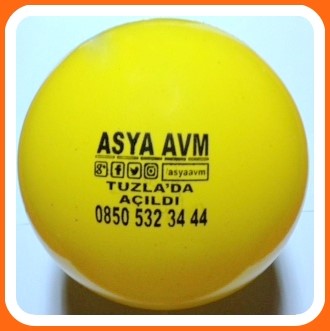 ASYA AVM
/asyaavm
TUZLA'DA
AÇILDI
0850 532 34 44